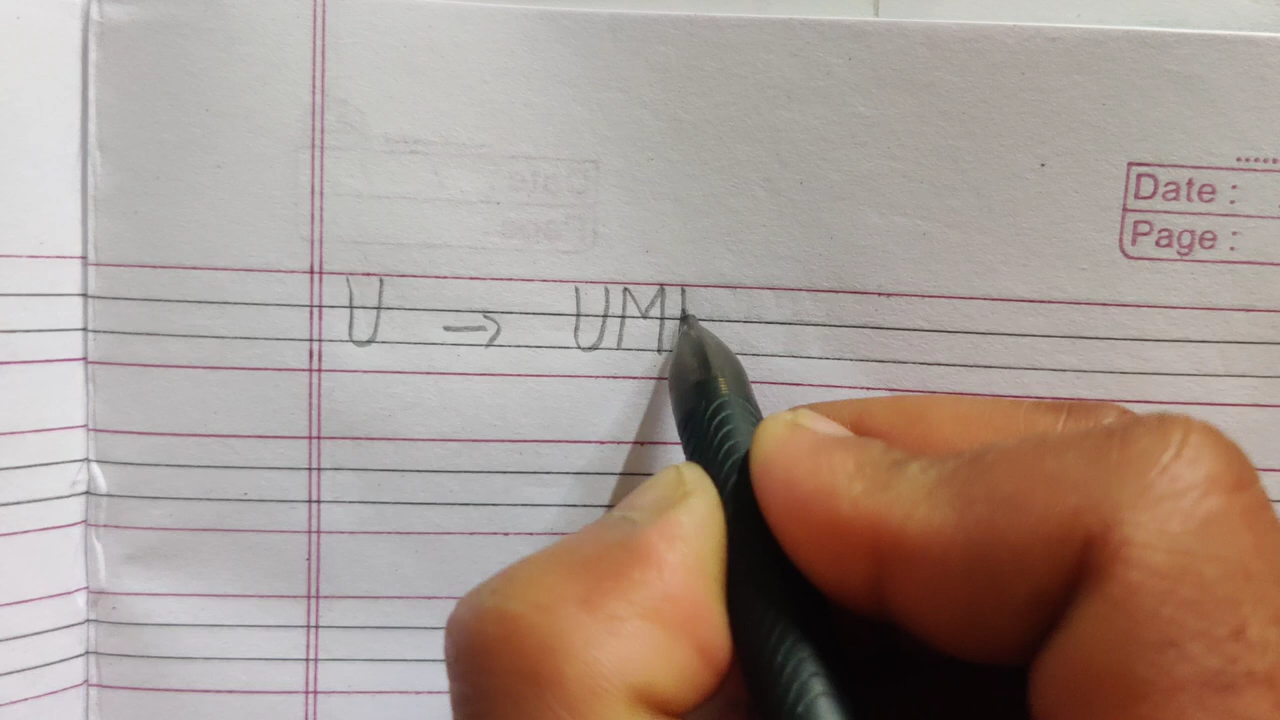 Date :
Page :
U → UM